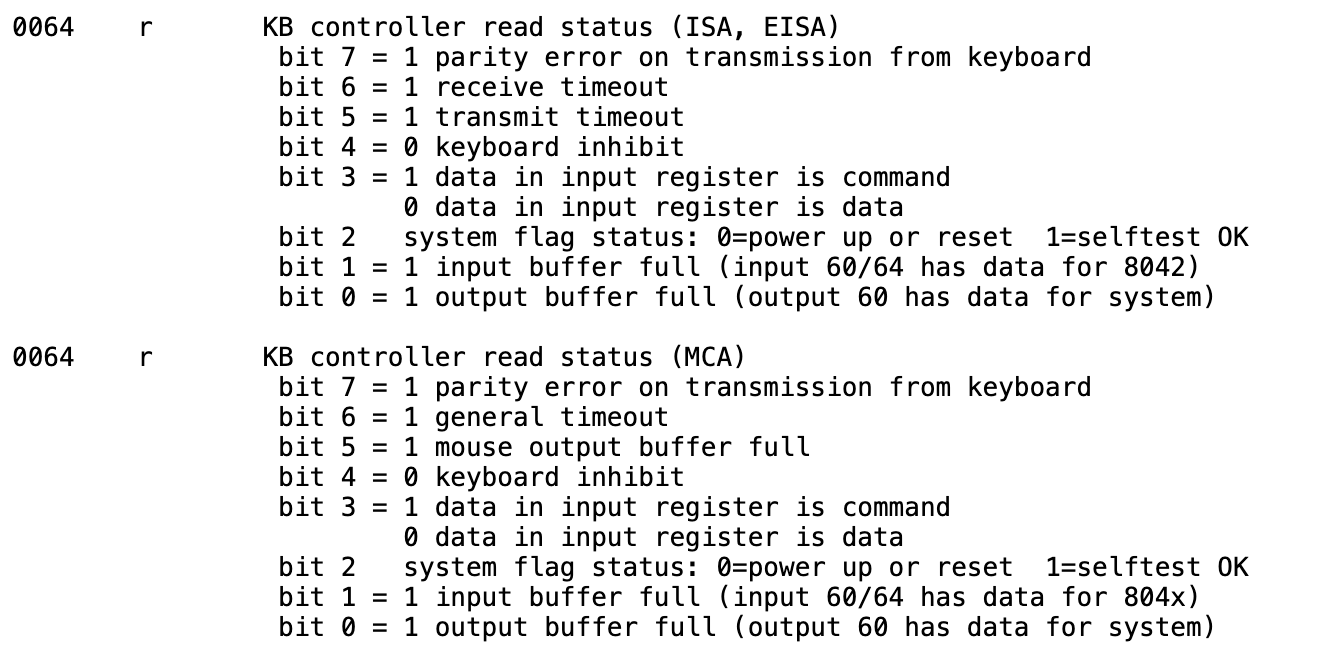 0064    r       KB controller read status (ISA, EISA)
                 bit 7 = 1 parity error on transmission from keyboard
                 bit 6 = 1 receive timeout
                 bit 5 = 1 transmit timeout
                 bit 4 = 0 keyboard inhibit
                 bit 3 = 1 data in input register is command
                         0 data in input register is data
                 bit 2   system flag status: 0=power up or reset  1=selftest OK
                 bit 1 = 1 input buffer full (input 60/64 has data for 8042)
                 bit 0 = 1 output buffer full (output 60 has data for system)

0064    r       KB controller read status (MCA)
                 bit 7 = 1 parity error on transmission from keyboard
                 bit 6 = 1 general timeout
                 bit 5 = 1 mouse output buffer full
                 bit 4 = 0 keyboard inhibit
                 bit 3 = 1 data in input register is command
                         0 data in input register is data
                 bit 2   system flag status: 0=power up or reset  1=selftest OK
                 bit 1 = 1 input buffer full (input 60/64 has data for 804x)
                 bit 0 = 1 output buffer full (output 60 has data for system)